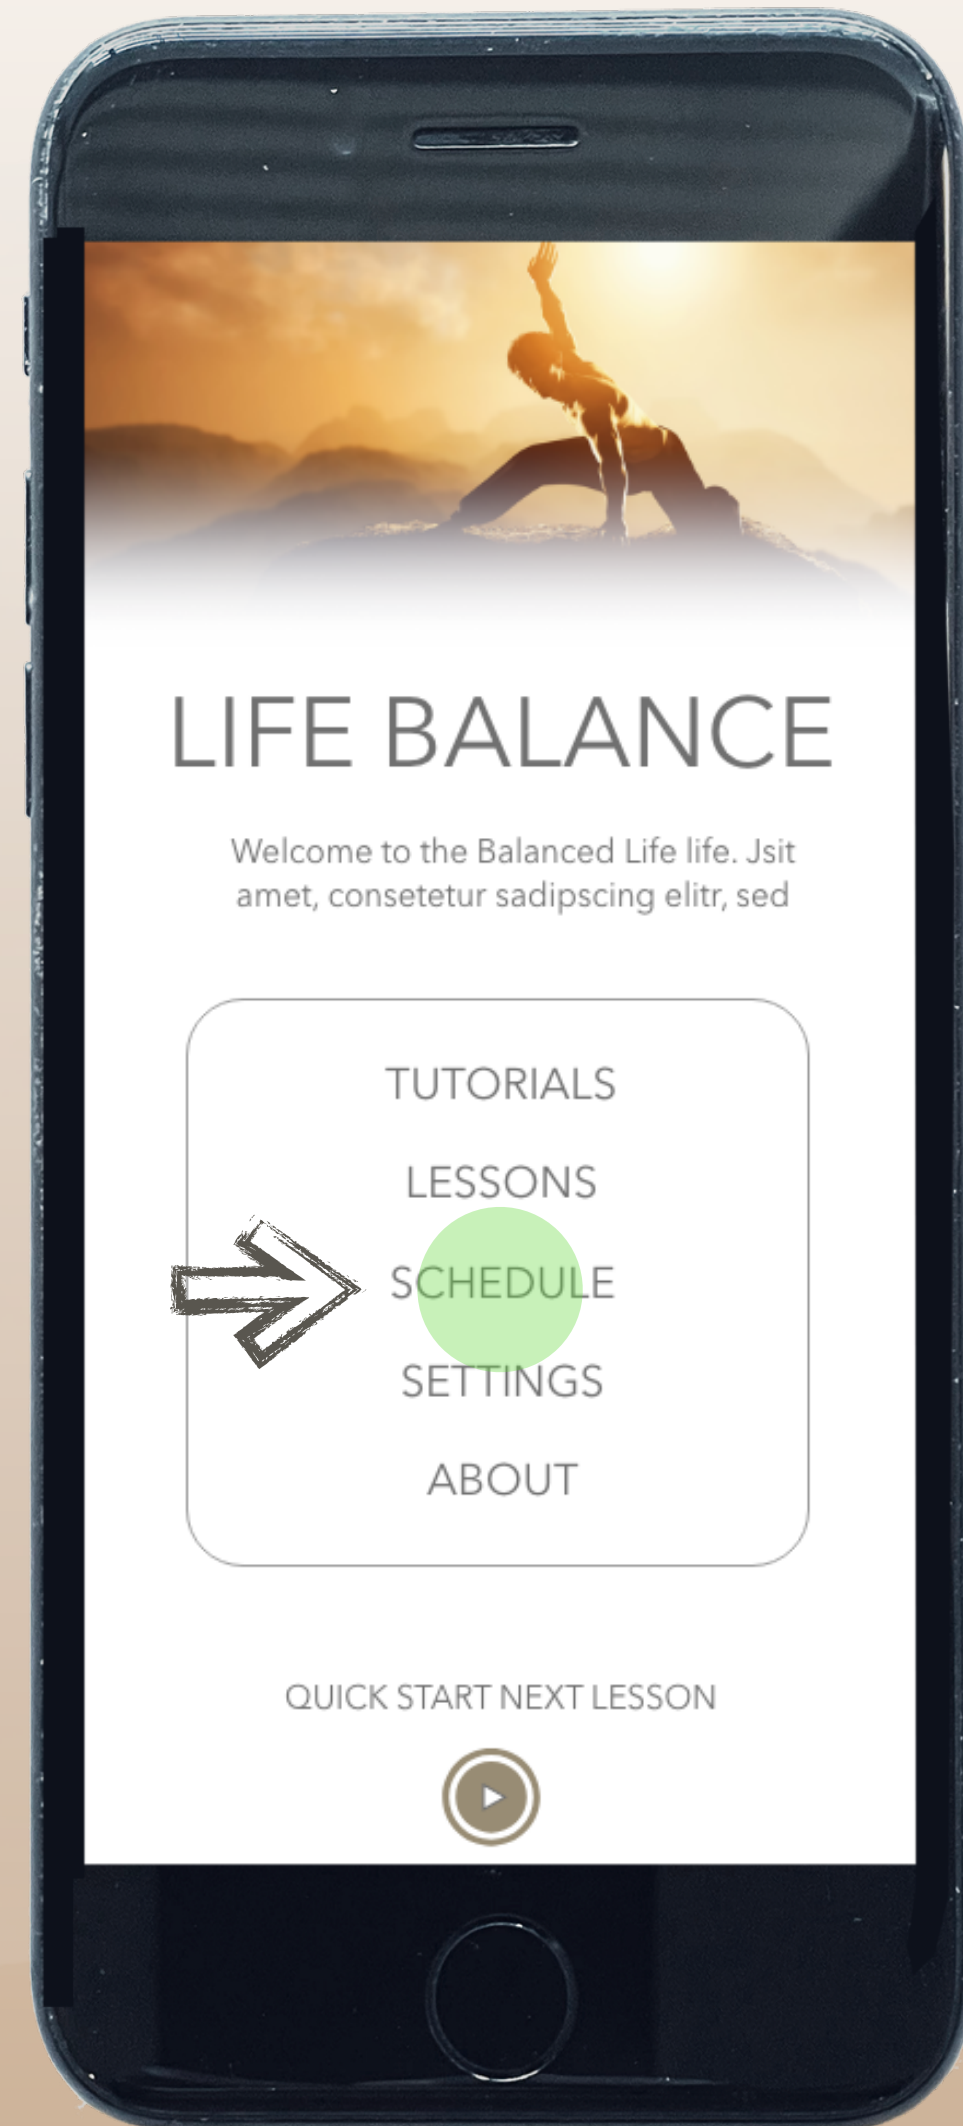 LIFE BALANCE
Welcome to the Balanced Life life. Jsit
amet, consetetur sadipscing elitr, sed
TUTORIALS
LESSONS
SCHEDULE
SETTINGS
ABOUT
QUICK START NEXT LESSON